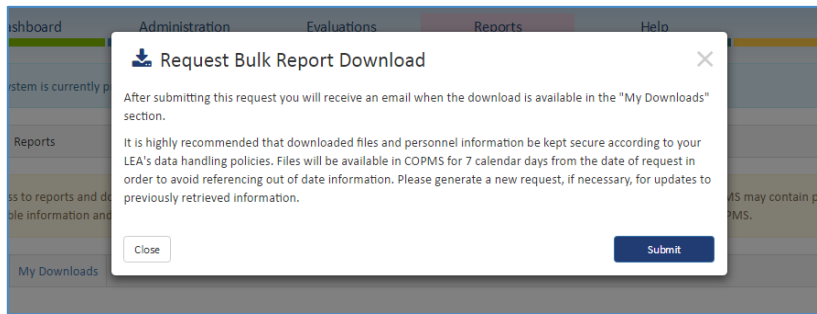 ashboard Administration Evaluations Reports Help
Request Bulk Report Download
ystem is currently p
After submitting this request you will receive an email when the download is available in the "My Downloads"
section.
Reports
It is highly recommended that downloaded files and personnel information be kept secure according to your
LEA's data handling policies. Files will be available in COPMS for 7 calendar days from the date of request in
order to avoid referencing out of date information. Please generate a new request, if necessary, for updates to
previously retrieved information.
ss to reports and do
MS may contain p
ble information and
PMS.
Close Submit
My Downloads